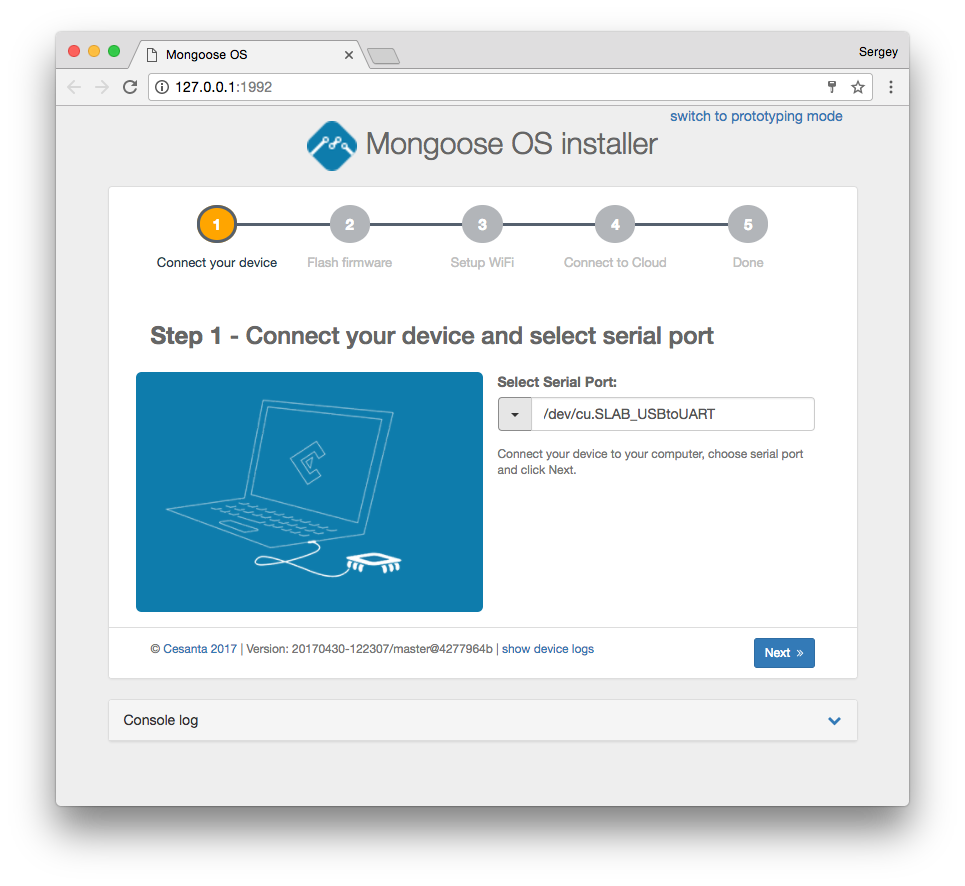 Mongoose OS
Sergey
127.0.0.1:1992
switch to prototyping mode
Mongoose OS installer
1 2 3 4 5
Connect your device Flash firmware Setup WiFi Connect to Cloud Done
Step 1 - Connect your device and select serial port
Select Serial Port:
/dev/cu.SLAB_USBtoUART
Connect your device to your computer, choose serial port
and click Next.
© Cesanta 2017 | Version: 20170430-122307/master@4277964b | show device logs
Next »
Console log